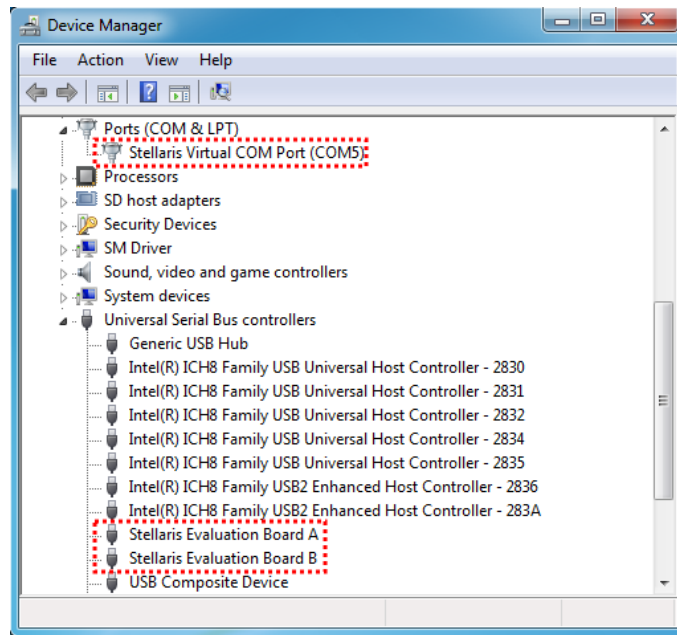 Device Manager
File Action View Help
Ports (COM & LPT)
Stellaris Virtual COM Port (COM5)
Processors
SD host adapters
Security Devices
SM Driver
Sound, video and game controllers
System devices
Universal Serial Bus controllers
Generic USB Hub
Intel(R) ICH8 Family USB Universal Host Controller - 2830
Intel(R) ICH8 Family USB Universal Host Controller - 2831
Intel(R) ICH8 Family USB Universal Host Controller - 2832
Intel(R) ICH8 Family USB Universal Host Controller - 2834
Intel(R) ICH8 Family USB Universal Host Controller - 2835
Intel(R) ICH8 Family USB2 Enhanced Host Controller - 2836
Intel(R) ICH8 Family USB2 Enhanced Host Controller - 283A
Stellaris Evaluation Board A
Stellaris Evaluation Board B
USB Composite Device